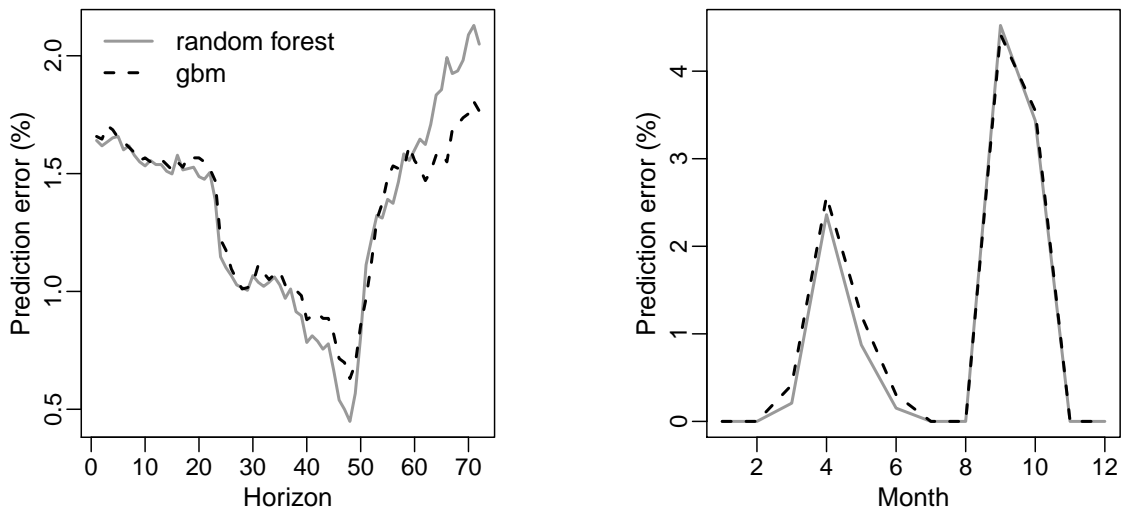 random forest
gbm
Prediction error (%)
2.0
1.5
1.0
0.5
0 10 20 30 40 50 60 70
Horizon
Prediction error (%)
4
3
2
1
0
2 4 6 8 10 12
Month